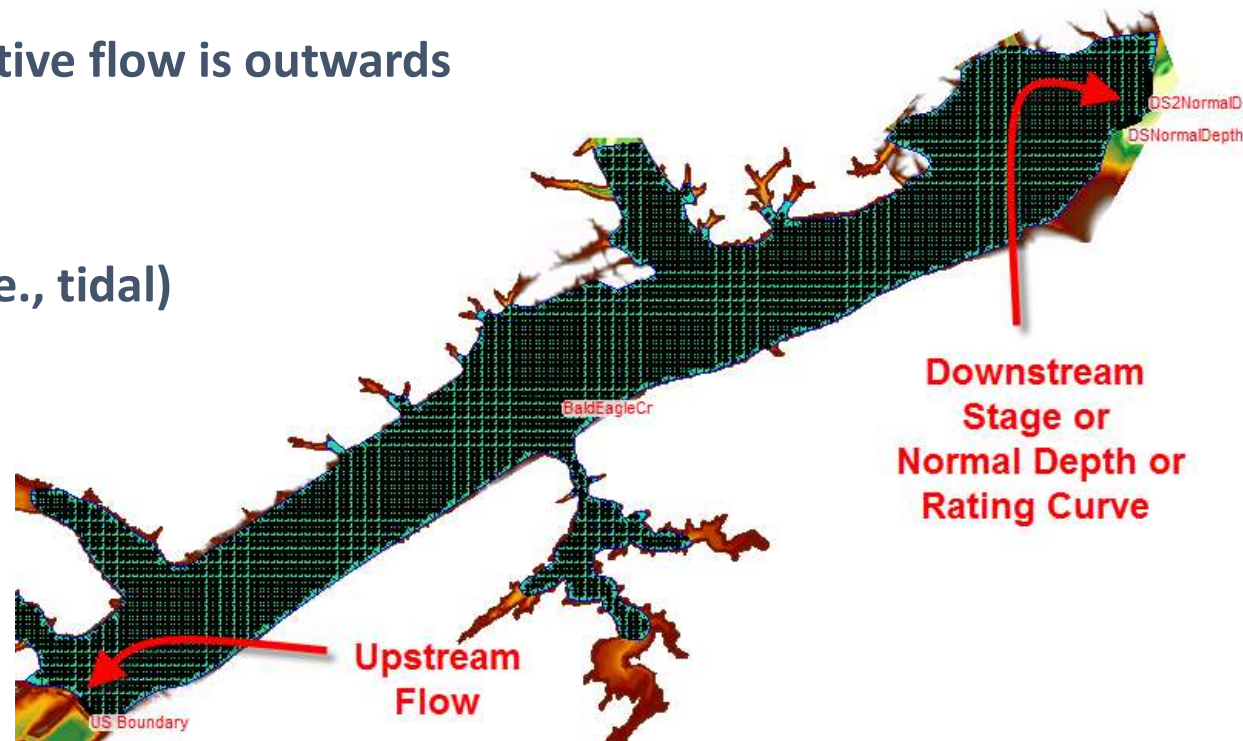 tive flow is outwards
e., tidal)
DS2NormalD
DSNormalDepth
BaldEagleCr
Downstream
Stage or
Normal Depth or
Rating Curve
Upstream
Flow
US Boundary